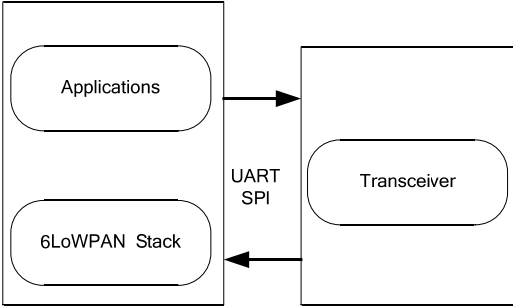 Applications
UART
SPI
Transceiver
6LoWPAN Stack